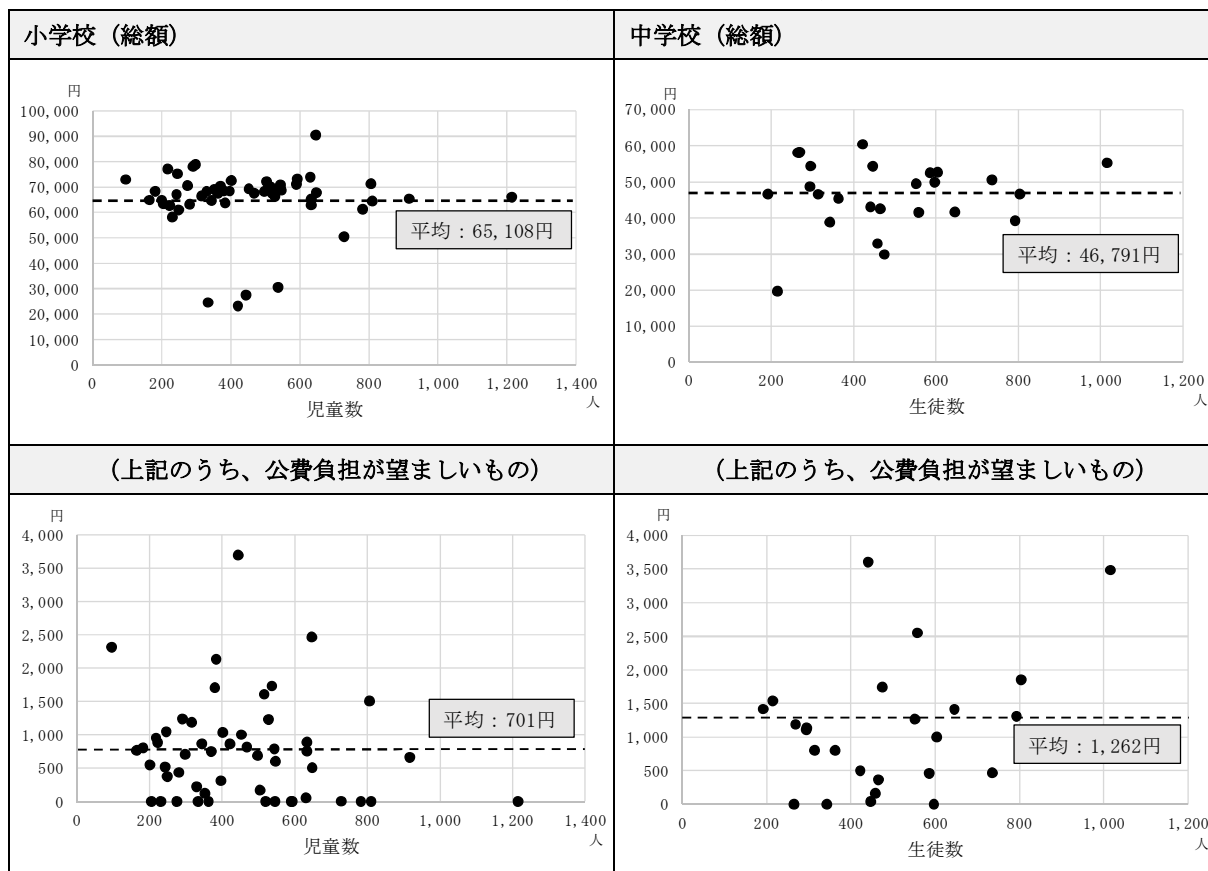 小学校（総額）
円
100,000
90,000
80,000
70,000
60,000
50,000
40,000
30,000
20,000
10,000
0
平均：65,108円
0 200 400 600 800 1,000 1,200 1,400
人
児童数
中学校（総額）
円
70,000
60,000
50,000
40,000
30,000
20,000
10,000
0
平均：46,791円
0 200 400 600 800 1,000 1,200
人
生徒数
（上記のうち、公費負担が望ましいもの）
円
4,000
3,500
3,000
2,500
2,000
1,500
1,000
500
0
平均：701円
0 200 400 600 800 1,000 1,200 1,400
人
児童数
（上記のうち、公費負担が望ましいもの）
円
4,000
3,500
3,000
2,500
2,000
1,500
1,000
500
0
平均：1,262円
0 200 400 600 800 1,000 1,200
人
生徒数